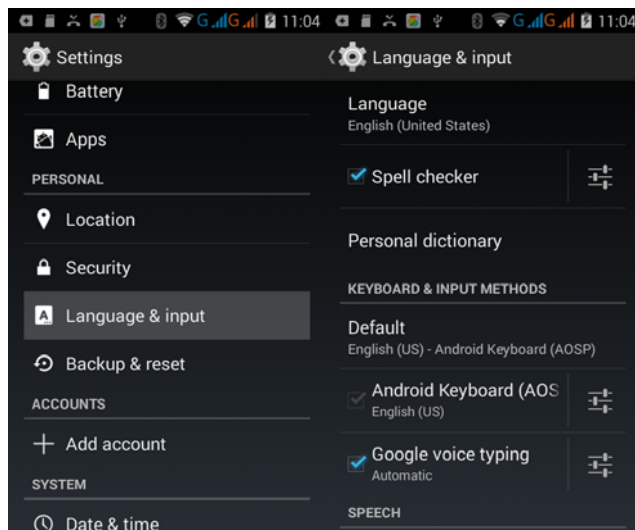 G G 11:04
Settings
Battery
Apps
PERSONAL
Location
Security
A Language & input
Backup & reset
ACCOUNTS
Add account
SYSTEM
Date & time
G G 11:04
Language & input
Language
English (United States)
Spell checker
Personal dictionary
KEYBOARD & INPUT METHODS
Default
English (US) - Android Keyboard (AOSP)
Android Keyboard (AOS
English (US)
Google voice typing
Automatic
SPEECH